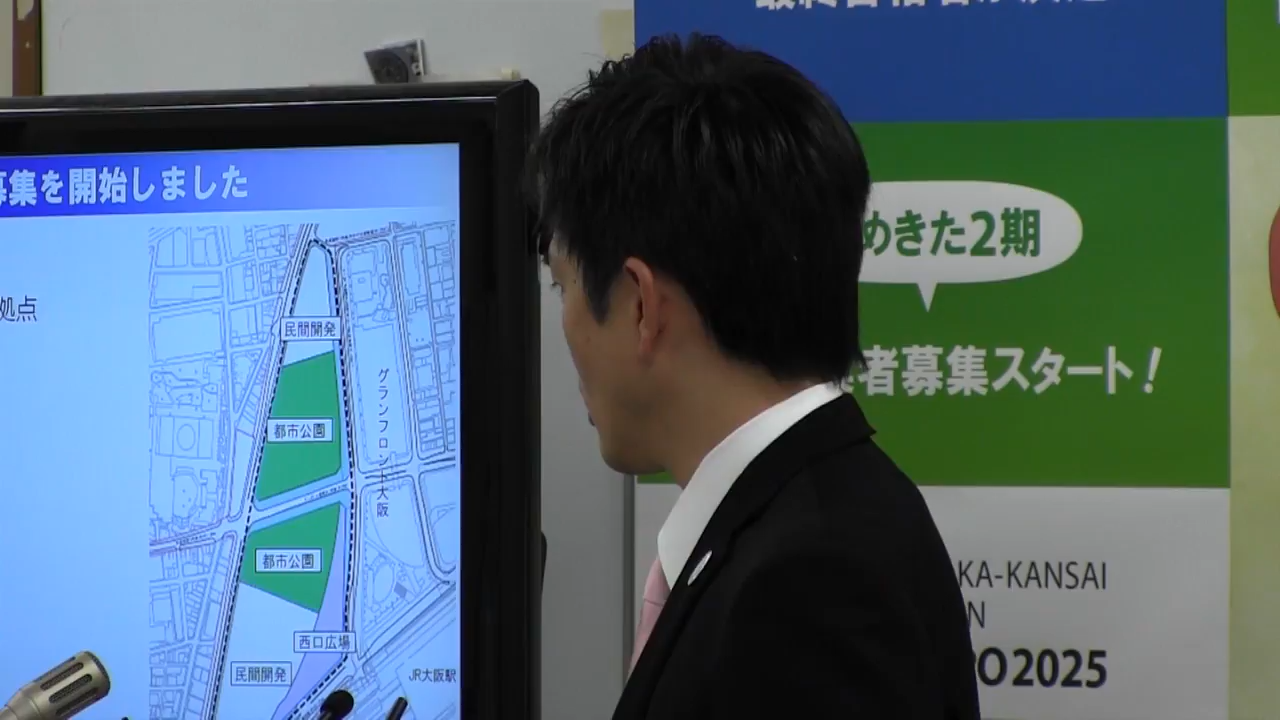 募集を開始しました
処点
民間開発
都市公園
グランフロント大阪
都市公園
西口広場
民間開発
JR大阪駅
めきた2期
者募集スタート!
KA-KANSAI
N
PO2025